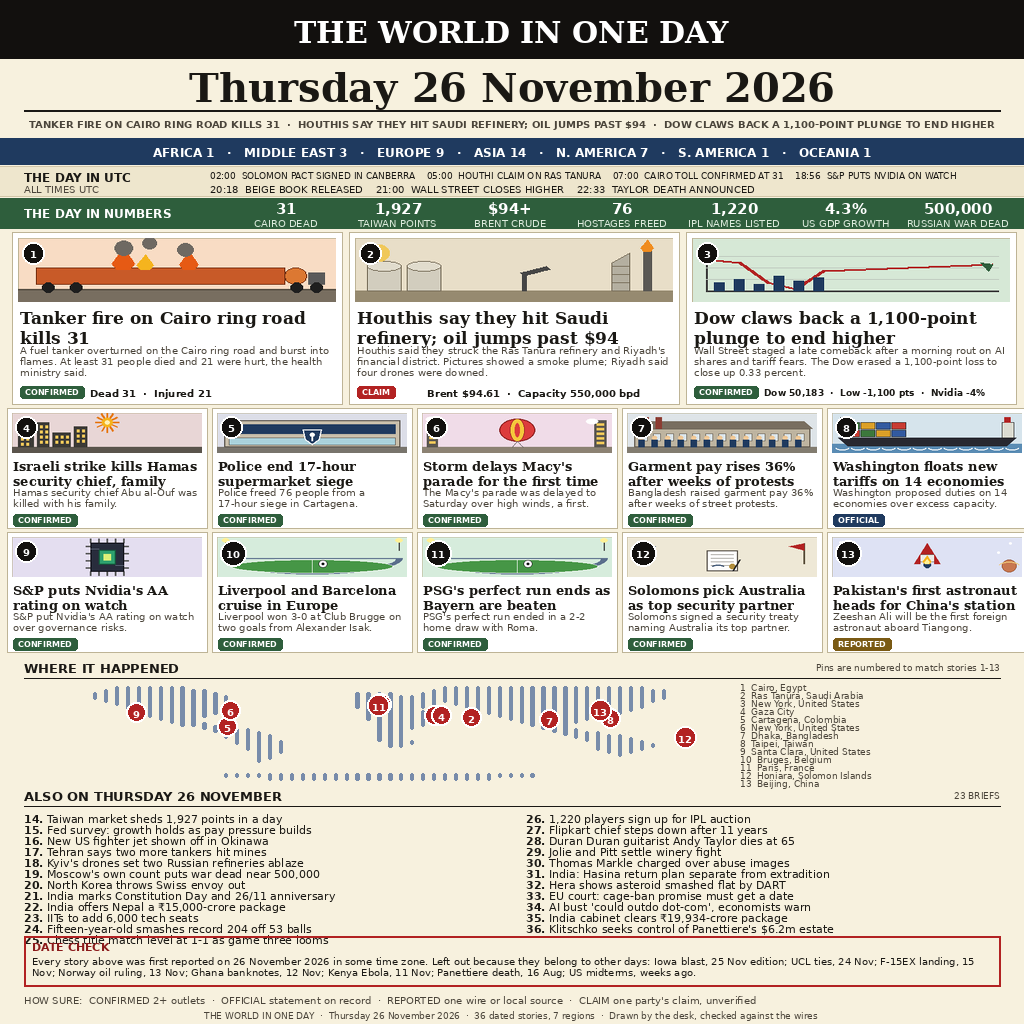 THE WORLD IN ONE DAY
Thursday 26 November 2026
TANKER FIRE ON CAIRO RING ROAD KILLS 31 · HOUTHIS SAY THEY HIT SAUDI REFINERY; OIL JUMPS PAST $94 · DOW CLAWS BACK A 1,100-POINT PLUNGE TO END HIGHER
AFRICA 1 · MIDDLE EAST 3 · EUROPE 9 · ASIA 14 · N. AMERICA 7 · S. AMERICA 1 · OCEANIA 1
THE DAY IN UTC
ALL TIMES UTC
02:00 SOLOMON PACT SIGNED IN CANBERRA 05:00 HOUTHI CLAIM ON RAS TANURA 07:00 CAIRO TOLL CONFIRMED AT 31 18:56 S&P PUTS NVIDIA ON WATCH
20:18 BEIGE BOOK RELEASED 21:00 WALL STREET CLOSES HIGHER 22:33 TAYLOR DEATH ANNOUNCED
THE DAY IN NUMBERS
31 1,927 $94+ 76 1,220 4.3% 500,000
CAIRO DEAD TAIWAN POINTS BRENT CRUDE HOSTAGES FREED IPL NAMES LISTED US GDP GROWTH RUSSIAN WAR DEAD
1
Tanker fire on Cairo ring road
kills 31
A fuel tanker overturned on the Cairo ring road and burst into
flames. At least 31 people died and 21 were hurt, the health
ministry said.
CONFIRMED Dead 31 · Injured 21
2
Houthis say they hit Saudi
refinery; oil jumps past $94
Houthis said they struck the Ras Tanura refinery and Riyadh's
financial district. Pictures showed a smoke plume; Riyadh said
four drones were downed.
CLAIM Brent $94.61 · Capacity 550,000 bpd
3
Dow claws back a 1,100-point
plunge to end higher
Wall Street staged a late comeback after a morning rout on AI
shares and tariff fears. The Dow erased a 1,100-point loss to
close up 0.33 percent.
CONFIRMED Dow 50,183 · Low -1,100 pts · Nvidia -4%
4
Israeli strike kills Hamas
security chief, family
Hamas security chief Abu al-Ouf was
killed with his family.
CONFIRMED
5
Police end 17-hour
supermarket siege
Police freed 76 people from a
17-hour siege in Cartagena.
CONFIRMED
6
Storm delays Macy's
parade for the first time
The Macy's parade was delayed to
Saturday over high winds, a first.
CONFIRMED
7
Garment pay rises 36%
after weeks of protests
Bangladesh raised garment pay 36%
after weeks of street protests.
CONFIRMED
8
Washington floats new
tariffs on 14 economies
Washington proposed duties on 14
economies over excess capacity.
OFFICIAL
9
S&P puts Nvidia's AA
rating on watch
S&P put Nvidia's AA rating on watch
over governance risks.
CONFIRMED
10
Liverpool and Barcelona
cruise in Europe
Liverpool won 3-0 at Club Brugge on
two goals from Alexander Isak.
CONFIRMED
11
PSG's perfect run ends as
Bayern are beaten
PSG's perfect run ended in a 2-2
home draw with Roma.
CONFIRMED
12
Solomons pick Australia
as top security partner
Solomons signed a security treaty
naming Australia its top partner.
CONFIRMED
13
Pakistan's first astronaut
heads for China's station
Zeeshan Ali will be the first foreign
astronaut aboard Tiangong.
REPORTED
WHERE IT HAPPENED
Pins are numbered to match stories 1-13
9 6 5 11 4 2 7 13 8 12
1 Cairo, Egypt
2 Ras Tanura, Saudi Arabia
3 New York, United States
4 Gaza City
5 Cartagena, Colombia
6 New York, United States
7 Dhaka, Bangladesh
8 Taipei, Taiwan
9 Santa Clara, United States
10 Bruges, Belgium
11 Paris, France
12 Honiara, Solomon Islands
13 Beijing, China
ALSO ON THURSDAY 26 NOVEMBER
23 BRIEFS
14. Taiwan market sheds 1,927 points in a day
15. Fed survey: growth holds as pay pressure builds
16. New US fighter jet shown off in Okinawa
17. Tehran says two more tankers hit mines
18. Kyiv's drones set two Russian refineries ablaze
19. Moscow's own count puts war dead near 500,000
20. North Korea throws Swiss envoy out
21. India marks Constitution Day and 26/11 anniversary
22. India offers Nepal a ₹15,000-crore package
23. IITs to add 6,000 tech seats
24. Fifteen-year-old smashes record 204 off 53 balls
25. Chess title match level at 1-1 as game three looms
26. 1,220 players sign up for IPL auction
27. Flipkart chief steps down after 11 years
28. Duran Duran guitarist Andy Taylor dies at 65
29. Jolie and Pitt settle winery fight
30. Thomas Markle charged over abuse images
31. India: Hasina return plan separate from extradition
32. Hera shows asteroid smashed flat by DART
33. EU court: cage-ban promise must get a date
34. AI bust 'could outdo dot-com', economists warn
35. India cabinet clears ₹19,934-crore package
36. Klitschko seeks control of Panettiere's $6.2m estate
DATE CHECK
Every story above was first reported on 26 November 2026 in some time zone. Left out because they belong to other days: Iowa blast, 25 Nov edition; UCL ties, 24 Nov; F-15EX landing, 15
Nov; Norway oil ruling, 13 Nov; Ghana banknotes, 12 Nov; Kenya Ebola, 11 Nov; Panettiere death, 16 Aug; US midterms, weeks ago.
HOW SURE: CONFIRMED 2+ outlets · OFFICIAL statement on record · REPORTED one wire or local source · CLAIM one party's claim, unverified
THE WORLD IN ONE DAY · Thursday 26 November 2026 · 36 dated stories, 7 regions · Drawn by the desk, checked against the wires